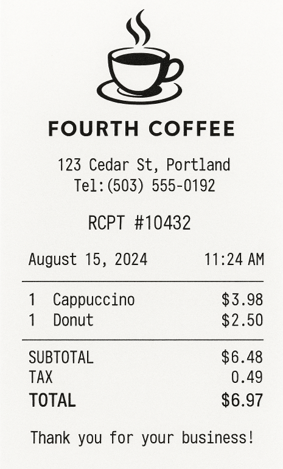 FOURTH COFFEE
123 Cedar St, Portland
Tel:(503) 555-0192
RCPT #10432
August 15, 2024 11:24 AM
1 Cappuccino $3.98
1 Donut $2.50
SUBTOTAL $6.48
TAX 0.49
TOTAL $6.97
Thank you for your business!